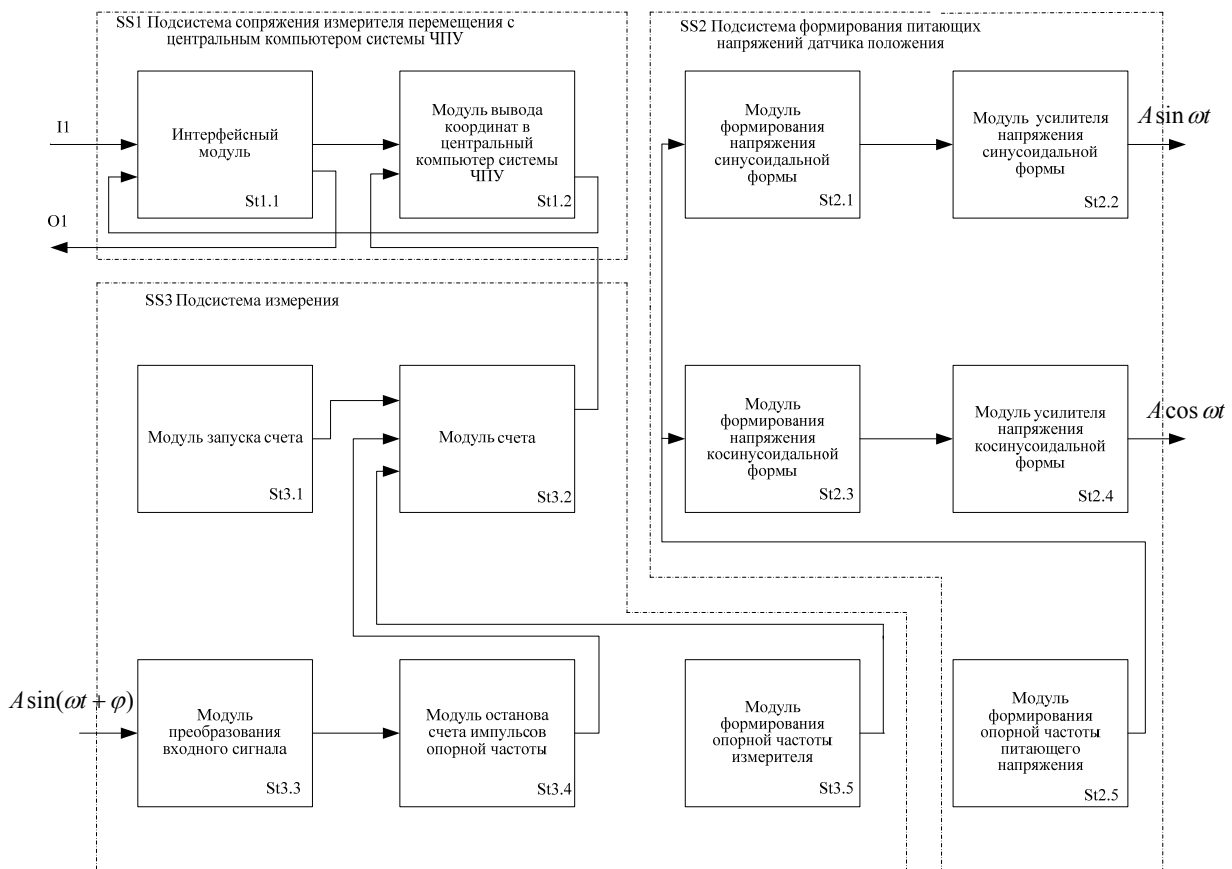 SS1 Подсистема сопряжения измерителя перемещения с
центральным компьютером системы ЧПУ
SS2 Подсистема формирования питающих
напряжений датчика положения
I1
Интерфейсный
модуль
St1.1
Модуль вывода
координат в
центральный
компьютер системы
ЧПУ
St1.2
Модуль
формирования
напряжения
синусоидальной
формы
St2.1
Модуль усилителя
напряжения
синусоидальной
формы
St2.2
A sin ωt
O1
SS3 Подсистема измерения
Модуль запуска счета
St3.1
Модуль счета
St3.2
Модуль
формирования
напряжения
косинусоидальной
формы
St2.3
Модуль усилителя
напряжения
косинусоидальной
формы
St2.4
A cos ωt
A sin(ωt + φ)
Модуль
преобразования
входного сигнала
St3.3
Модуль останова
счета импульсов
опорной частоты
St3.4
Модуль
формирования
опорной частоты
измерителя
St3.5
Модуль
формирования
опорной частоты
питающего
напряжения
St2.5